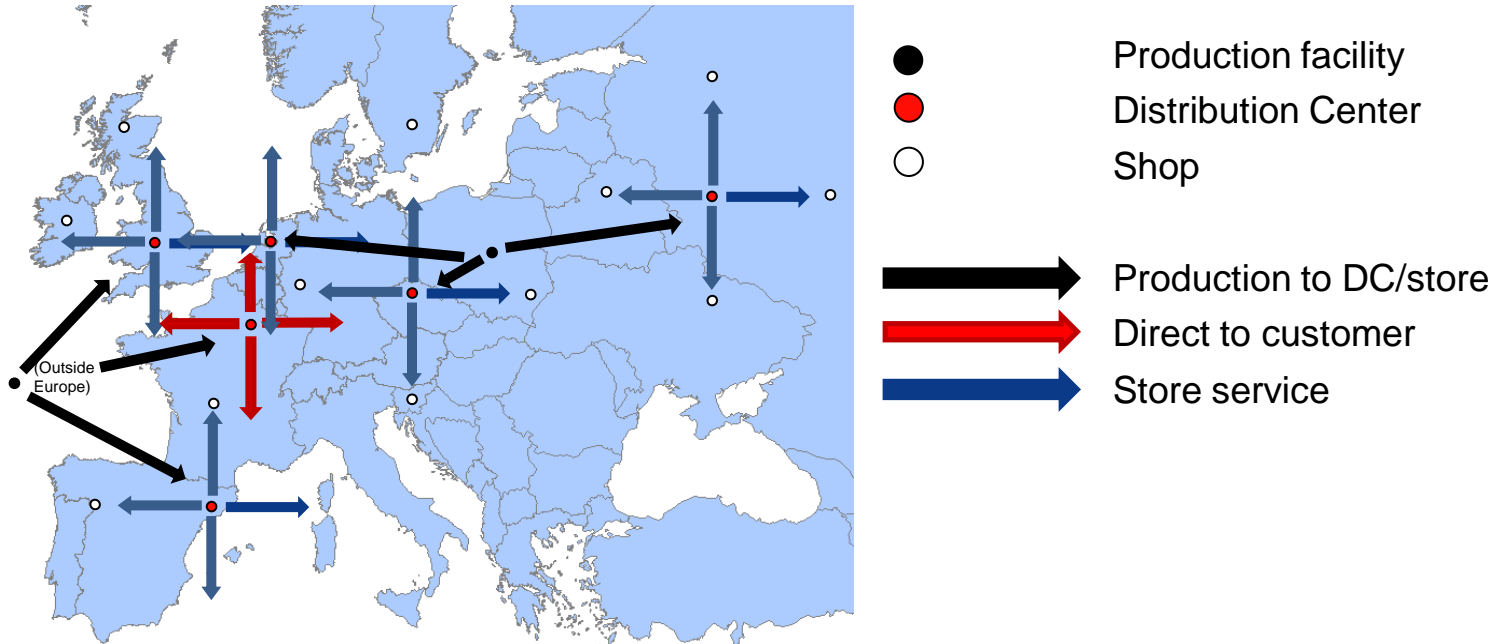 Production facility
Distribution Center
Shop
Production to DC/store
Direct to customer
Store service
(Outside
Europe)